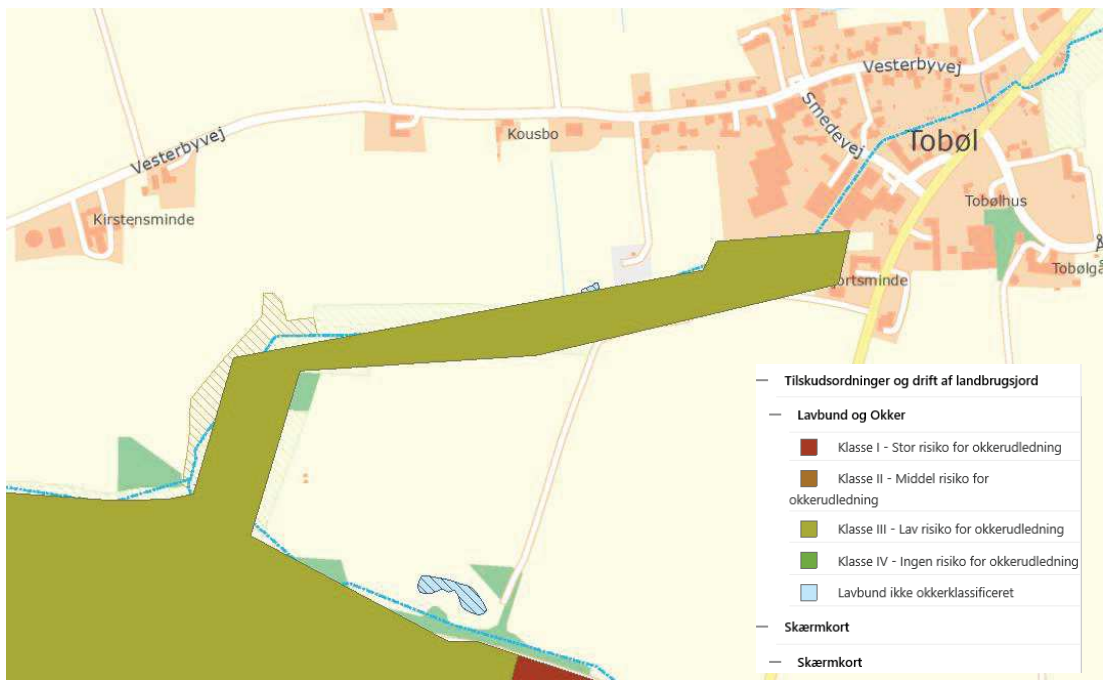 Vesterbyvej
Smedevej
Tobøl
Vesterbyvej
Kousbo
Kirstensminde
Tobølhus
Tilskudsordninger og drift af landbrugsjord
Lavbund og Okker
Klasse I - Stor risiko for okkerudledning
Klasse II - Middel risiko for
okkerudledning
Klasse III - Lav risiko for okkerudledning
Klasse IV - Ingen risiko for okkerudledning
Lavbund ikke okkerklassificeret
Skærmkort
Skærmkort